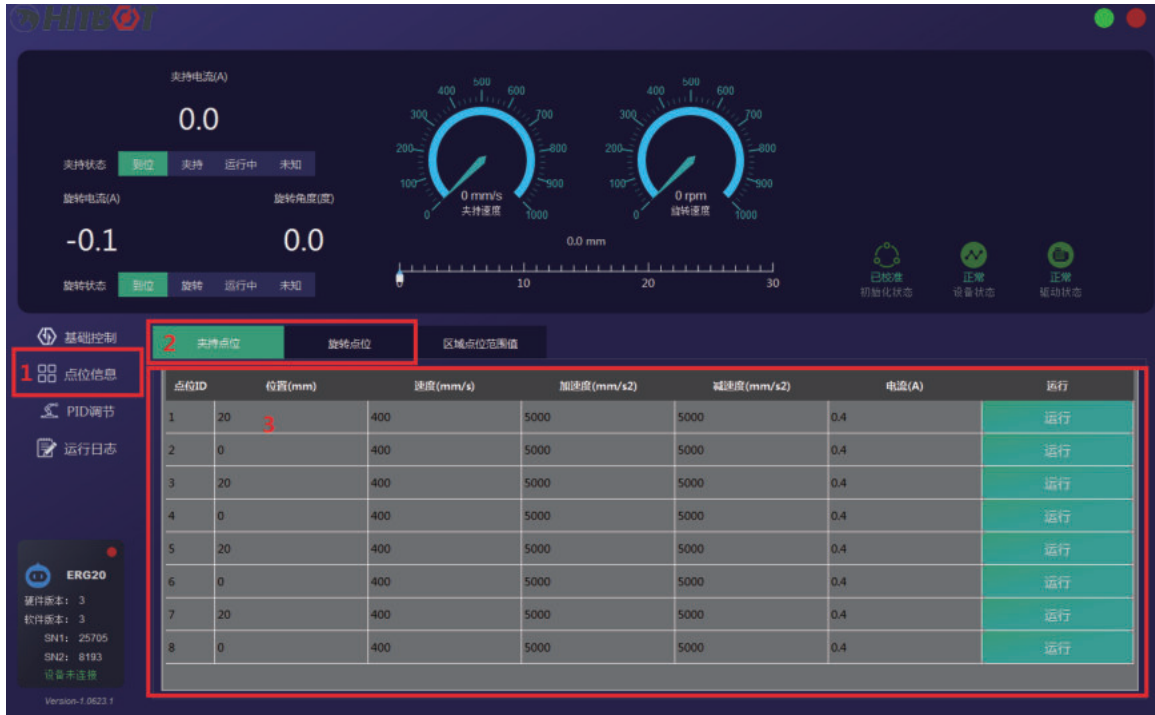 HITBOT
夹持电流(A)
0.0
夹持状态 到位 夹持 运行中 未知
旋转电流(A) 旋转角度(度)
-0.1 0.0
旋转状态 到位 旋转 运行中 未知
0 100 200 300 400 500 600 700 800 900 1000
0 mm/s
夹持速度
0 100 200 300 400 500 600 700 800 900 1000
0 rpm
旋转速度
0.0 mm
0 10 20 30
已校准 正常 正常
初始化状态 设备状态 驱动状态
基础控制
1 点位信息
PID调节
运行日志
2 夹持点位 旋转点位 区域点位范围值
点位ID 位置(mm) 速度(mm/s) 加速度(mm/s2) 减速度(mm/s2) 电流(A) 运行
1 20 3 400 5000 5000 0.4 运行
2 0 400 5000 5000 0.4 运行
3 20 400 5000 5000 0.4 运行
4 0 400 5000 5000 0.4 运行
5 20 400 5000 5000 0.4 运行
6 0 400 5000 5000 0.4 运行
7 20 400 5000 5000 0.4 运行
8 0 400 5000 5000 0.4 运行
ERG20
硬件版本： 3
软件版本： 3
SN1： 25705
SN2： 8193
设备未连接
Version-1.0623.1